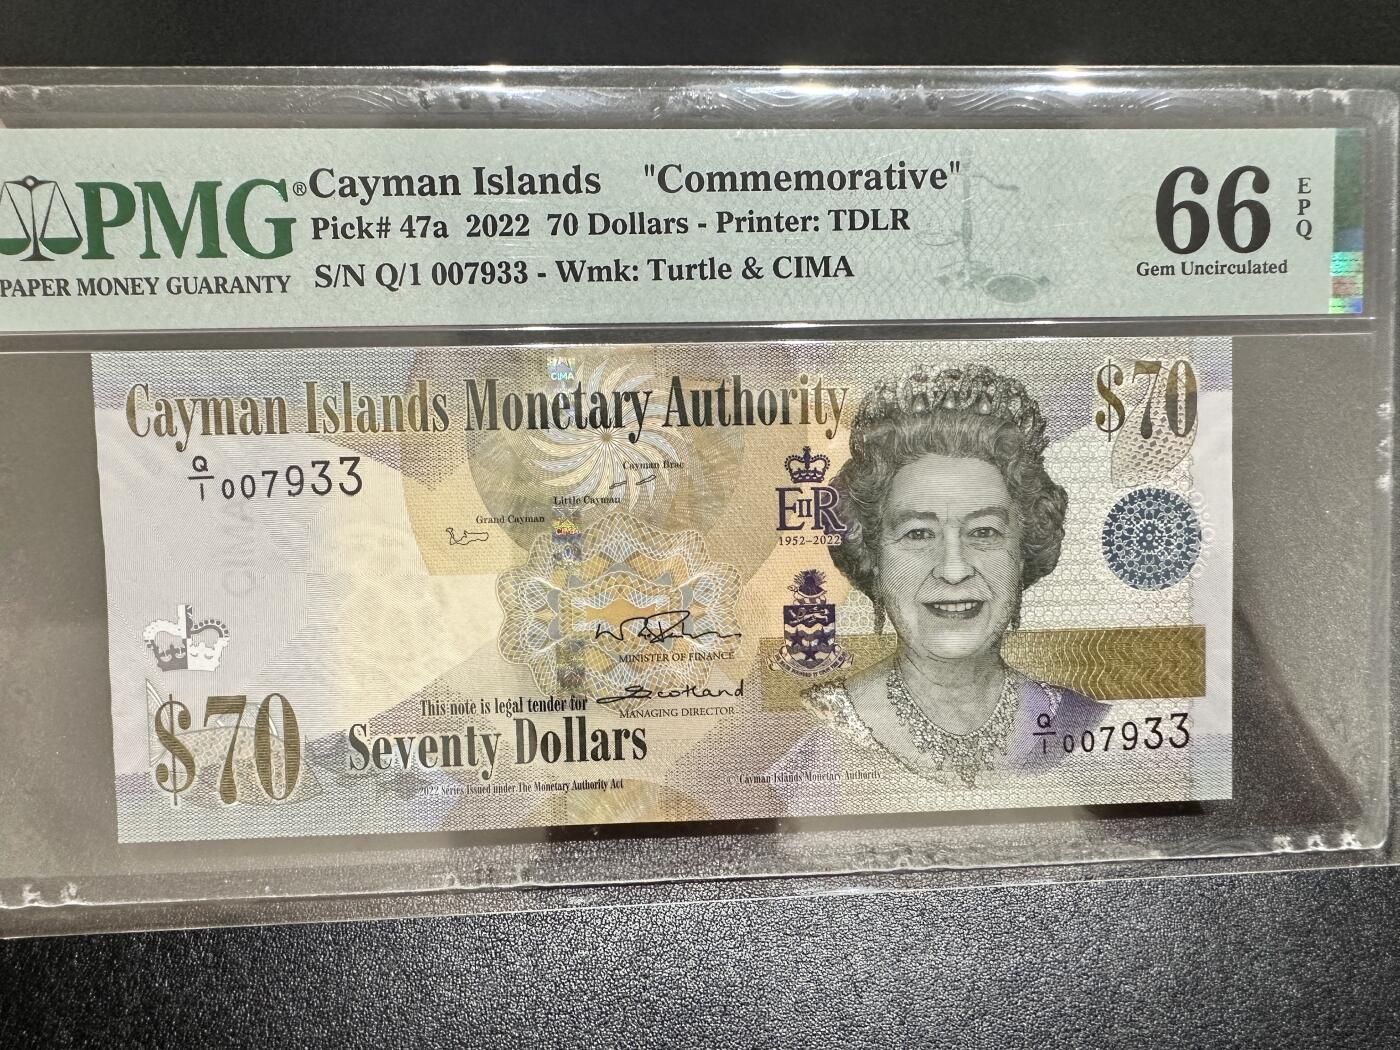 PMG®
PAPER MONEY GUARANTY
Cayman Islands "Commemorative"
Pick# 47a 2022 70 Dollars - Printer: TDLR
S/N Q/1 007933 - Wmk: Turtle & CIMA
66
EPQ
Gem Uncirculated
CIMA
Cayman Islands Monetary Authority
$70
Q/1 007933
Cayman Brac
Little Cayman
Grand Cayman
EIIR
1952–2022
MINISTER OF FINANCE
Scotland
MANAGING DIRECTOR
This note is legal tender for
Seventy Dollars
$70
2022 Series Issued under The Monetary Authority Act
© Cayman Islands Monetary Authority
Q/1 007933